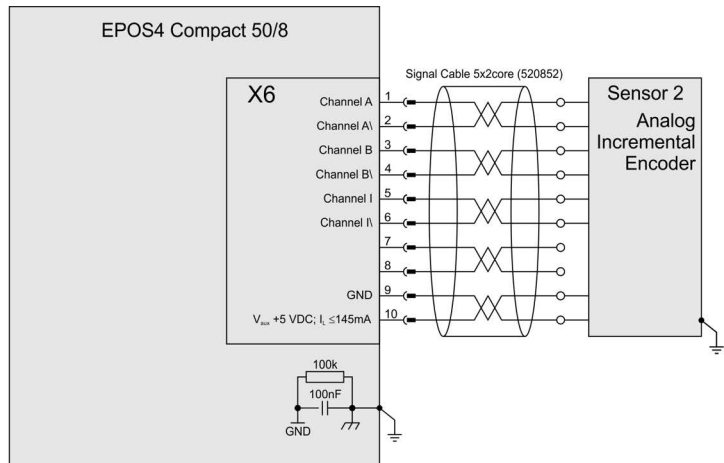 EPOS4 Compact 50/8
Signal Cable 5x2core (520852)
X6
Sensor 2
Analog
Incremental
Encoder
Channel A 1
Channel A\ 2
Channel B 3
Channel B\ 4
Channel I 5
Channel I\ 6
7
8
GND 9
Vaux +5 VDC; IL ≤145mA 10
100k
100nF
GND